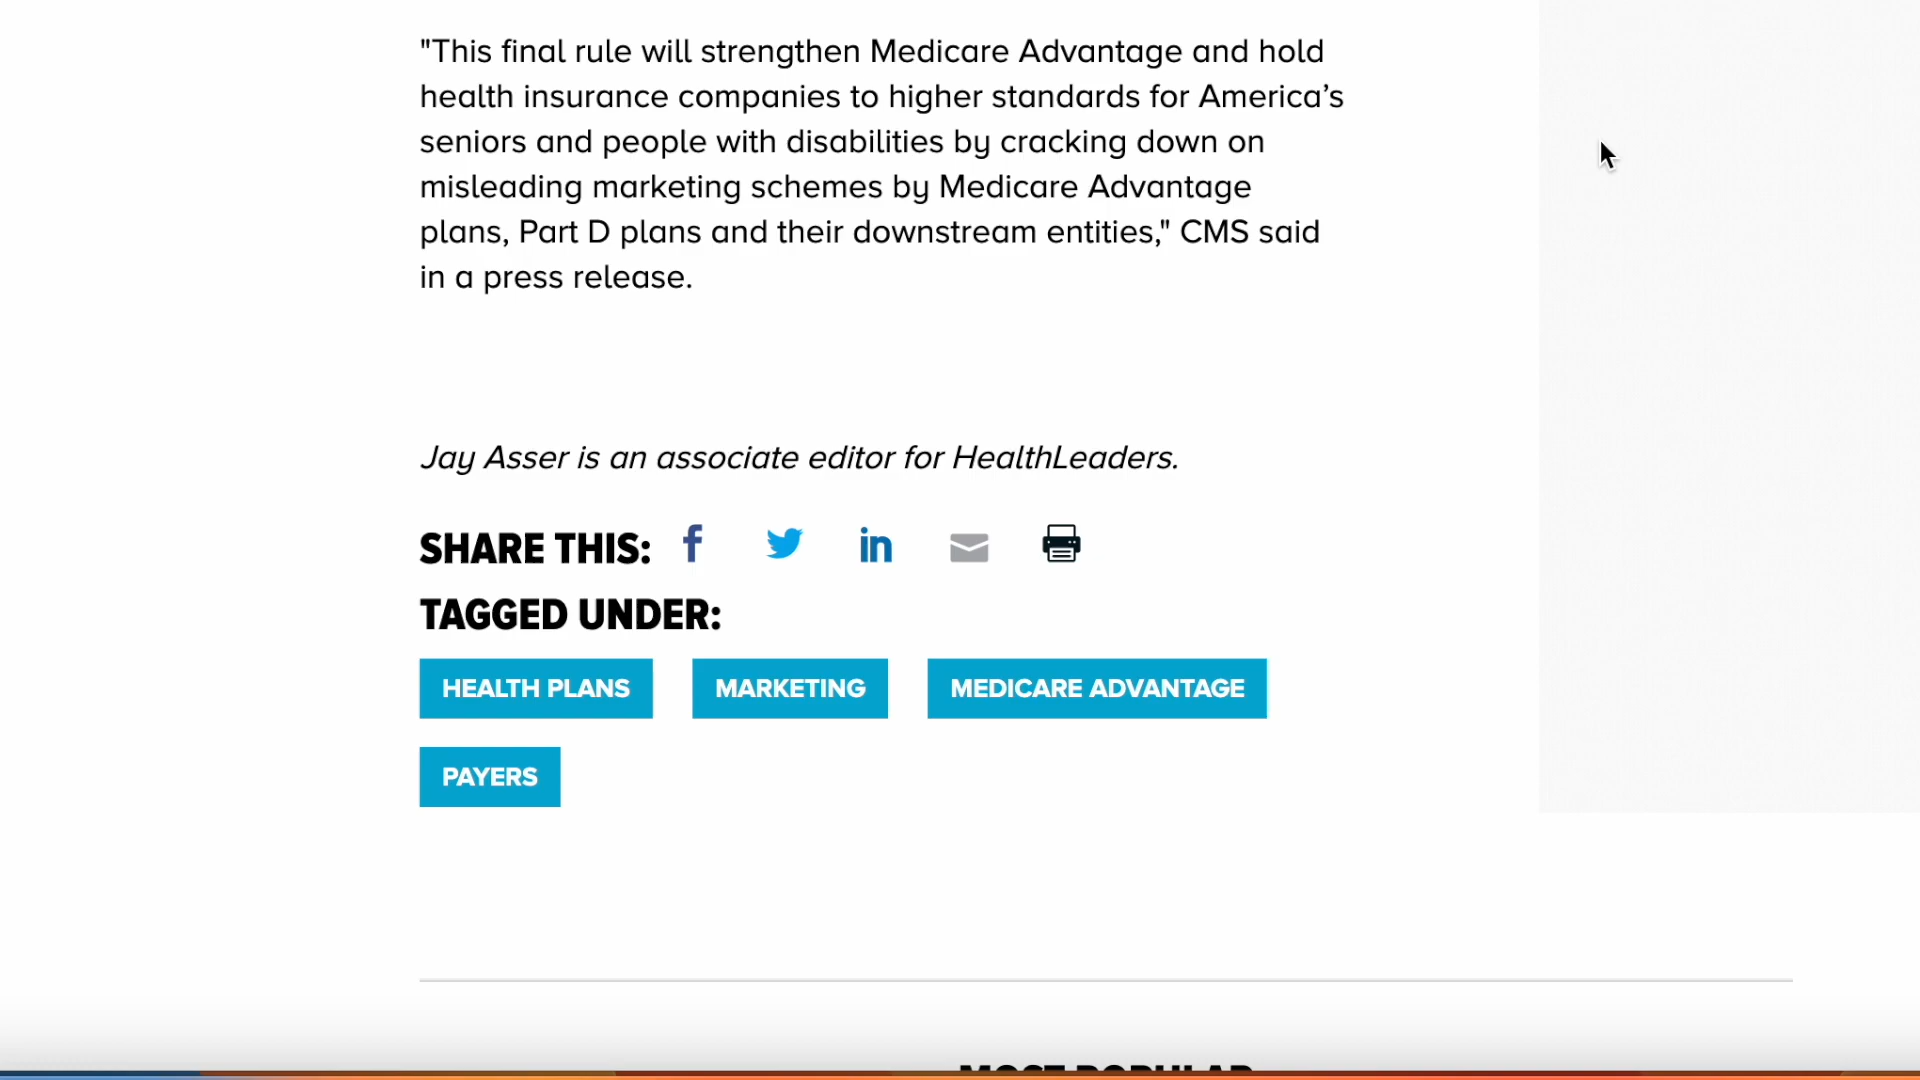 "This final rule will strengthen Medicare Advantage and hold
health insurance companies to higher standards for America’s
seniors and people with disabilities by cracking down on
misleading marketing schemes by Medicare Advantage
plans, Part D plans and their downstream entities," CMS said
in a press release.
Jay Asser is an associate editor for HealthLeaders.
SHARE THIS:
TAGGED UNDER:
HEALTH PLANS MARKETING MEDICARE ADVANTAGE
PAYERS
MOST POPULAR